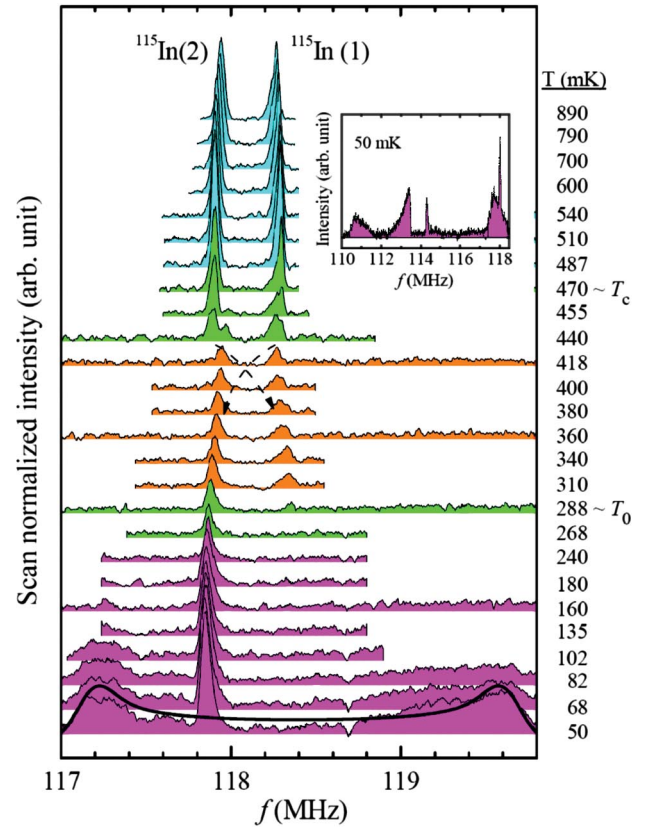 ¹¹⁵In(2) ¹¹⁵In (1)
T (mK)
890
790
700
600
540
510
487
470 ~ Tc
455
440
418
400
380
360
340
310
288 ~ T₀
268
240
180
160
135
102
82
68
50
Intensity (arb. unit)
50 mK
110 112 114 116 118
f (MHz)
Scan normalized intensity (arb. unit)
117 118 119
f (MHz)